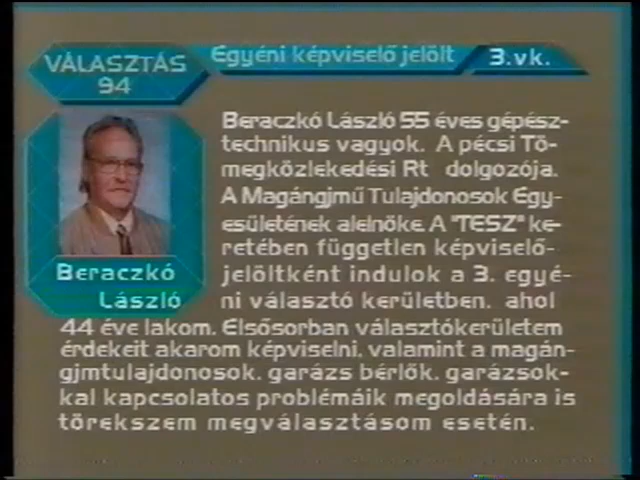 VÁLASZTÁS
94
Egyéni képviselő jelölt
3.vk.
Beraczkó László 55 éves gépész-
technikus vagyok. A pécsi Tö-
megközlekedési Rt dolgozója.
A Magángjmű Tulajdonosok Egy-
esületének alelnöke. A "TESZ" ke-
retében független képviselő-
jelöltként indulok a 3. egyé-
ni választó kerületben. ahol
44 éve lakom. Elsősorban választókerületem
érdekeit akarom képviselni, valamint a magán-
gjmtulajdonosok. garázs bérlők. garázsok-
kal kapcsolatos problémáik megoldására is
törekszem megválasztásom esetén.
Beraczkó
László